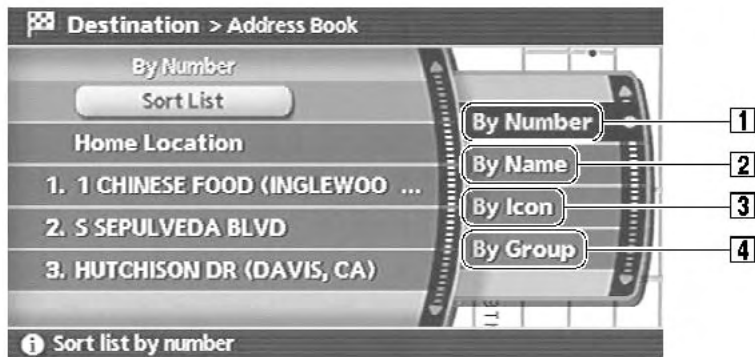 Destination > Address Book
By Number
Sort List
Home Location
1. 1 CHINESE FOOD (INGLEWOO ...
2. S SEPULVEDA BLVD
3. HUTCHISON DR (DAVIS, CA)
By Number 1
By Name 2
By Icon 3
By Group 4
Sort list by number